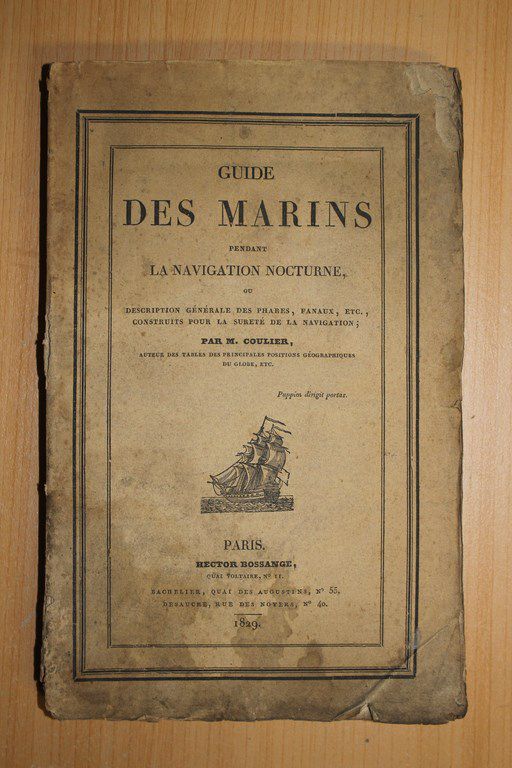 GUIDE
DES MARINS
PENDANT
LA NAVIGATION NOCTURNE,
OU
DESCRIPTION GÉNÉRALE DES PHARES, FANAUX, ETC.,
CONSTRUITS POUR LA SURETÉ DE LA NAVIGATION;
PAR M. COULIER,
AUTEUR DES TABLES DES PRINCIPALES POSITIONS GÉOGRAPHIQUES
DU GLOBE, ETC.
Puppim dirigit portas.
PARIS.
HECTOR BOSSANGE,
QUAI VOLTAIRE, Nº 11.
BACHELIER, QUAI DES AUGUSTINS, Nº 55,
DESAUCHE, RUE DES NOYERS, Nº 40.
1829.